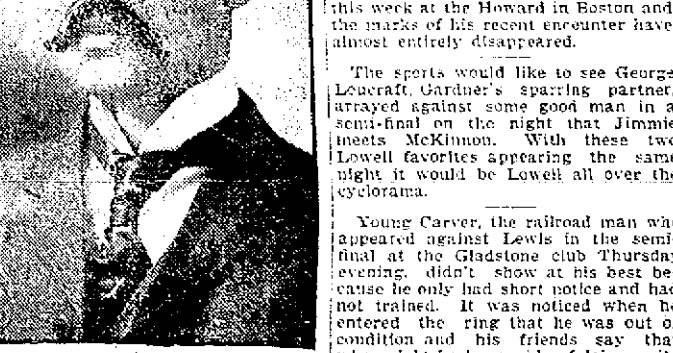 this week at the Howard in Boston and
the marks of his recent encounter have
almost entirely disappeared.
The sports would like to see George
Leucraft, Gardner's sparring partner,
arrayed against some good man in a
semi-final on the night that Jimmie
meets McKinnon. With these two
Lowell favorites appearing the same
night it would be Lowell all over the
cyclorama.
Young Carver, the railroad man wh
appeared against Lewis in the semi-
final at the Gladstone club Thursday
evening, didn't show at his best be-
cause he only had short notice and had
not trained. It was noticed when he
entered the ring that he was out of
condition and his friends say that